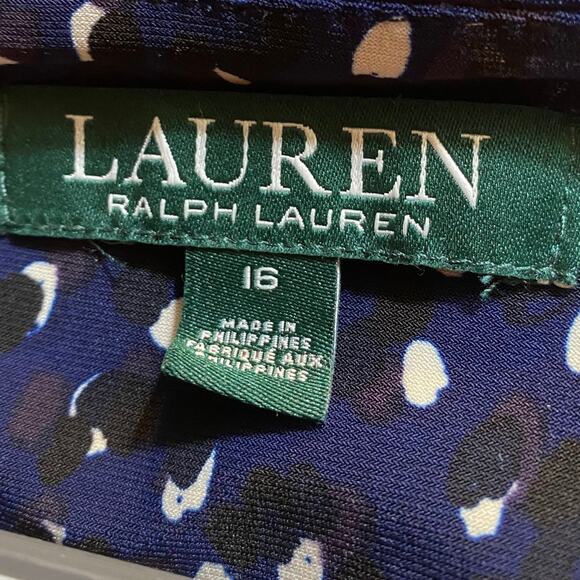 LAUREN
RALPH LAUREN
16
MADE IN
PHILIPPINES
FABRIQUÉ AUX
PHILIPPINES